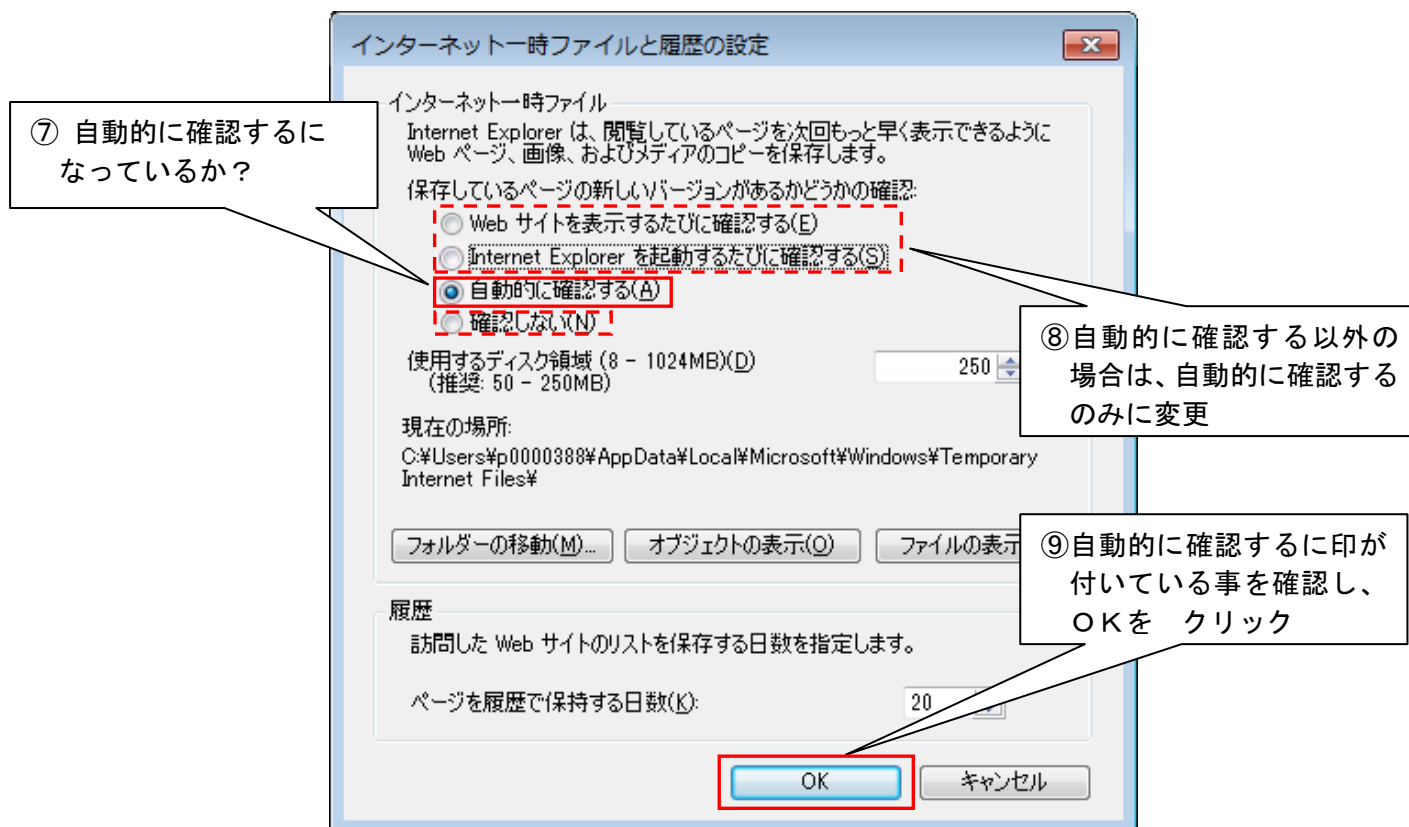 インターネット一時ファイルと履歴の設定
インターネット一時ファイル
Internet Explorer は、閲覧しているページを次回もっと早く表示できるように
Web ページ、画像、およびメディアのコピーを保存します。
⑦ 自動的に確認するに
なっているか？
保存しているページの新しいバージョンがあるかどうかの確認:
Web サイトを表示するたびに確認する(E)
Internet Explorer を起動するたびに確認する(S)
自動的に確認する(A)
確認しない(N)
⑧自動的に確認する以外の
場合は、自動的に確認する
のみに変更
使用するディスク領域 (8 - 1024MB)(D)
(推奨: 50 - 250MB)
250
現在の場所:
C:¥Users¥p0000388¥AppData¥Local¥Microsoft¥Windows¥Temporary
Internet Files¥
フォルダーの移動(M)...
オブジェクトの表示(O)
ファイルの表示
⑨自動的に確認するに印が
付いている事を確認し、
ＯＫを　クリック
履歴
訪問した Web サイトのリストを保存する日数を指定します。
ページを履歴で保持する日数(K):
20
OK
キャンセル